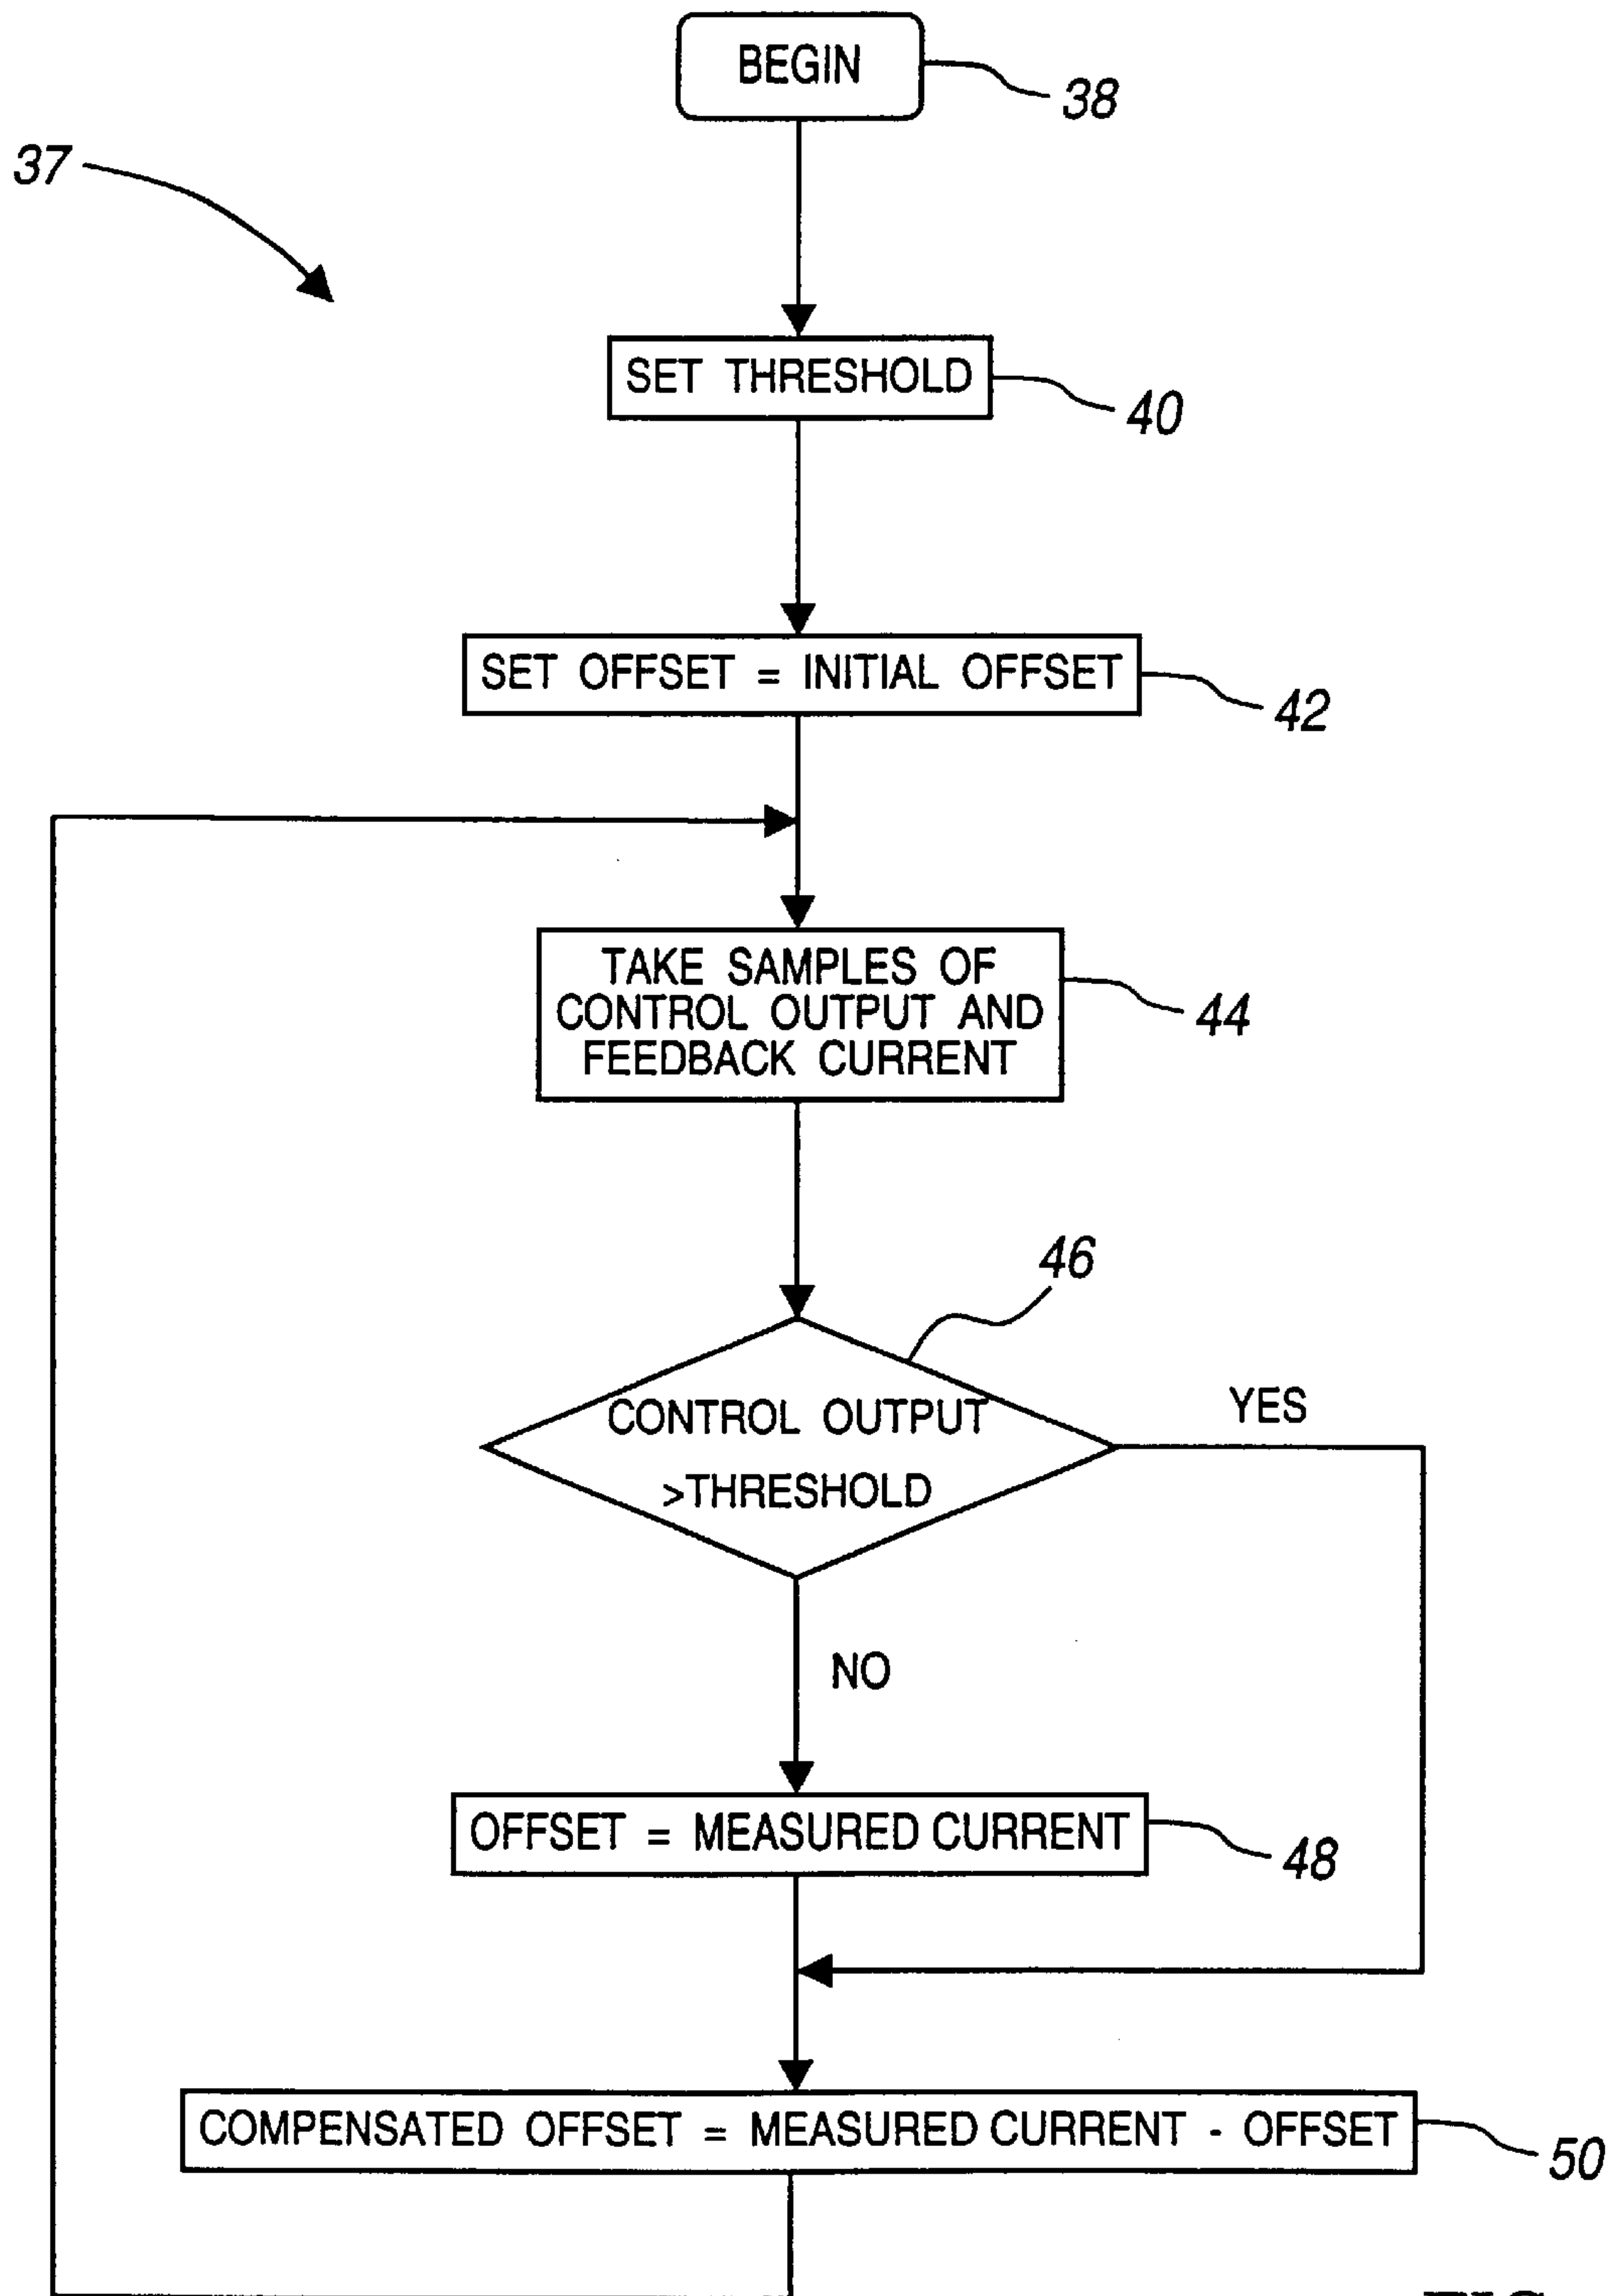 BEGIN
38
37
SET THRESHOLD
40
SET OFFSET = INITIAL OFFSET
42
TAKE SAMPLES OF
CONTROL OUTPUT AND
FEEDBACK CURRENT
44
46
CONTROL OUTPUT
>THRESHOLD
YES
NO
OFFSET = MEASURED CURRENT
48
COMPENSATED OFFSET = MEASURED CURRENT - OFFSET
50